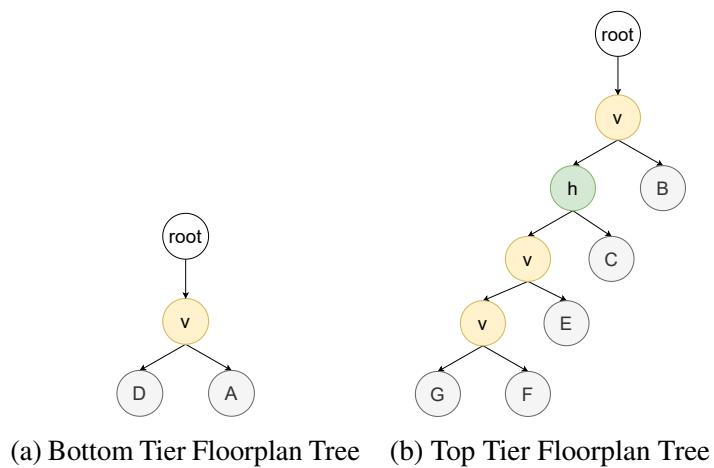 root
v
D
A
(a) Bottom Tier Floorplan Tree
root
v
h
B
v
C
v
E
G
F
(b) Top Tier Floorplan Tree